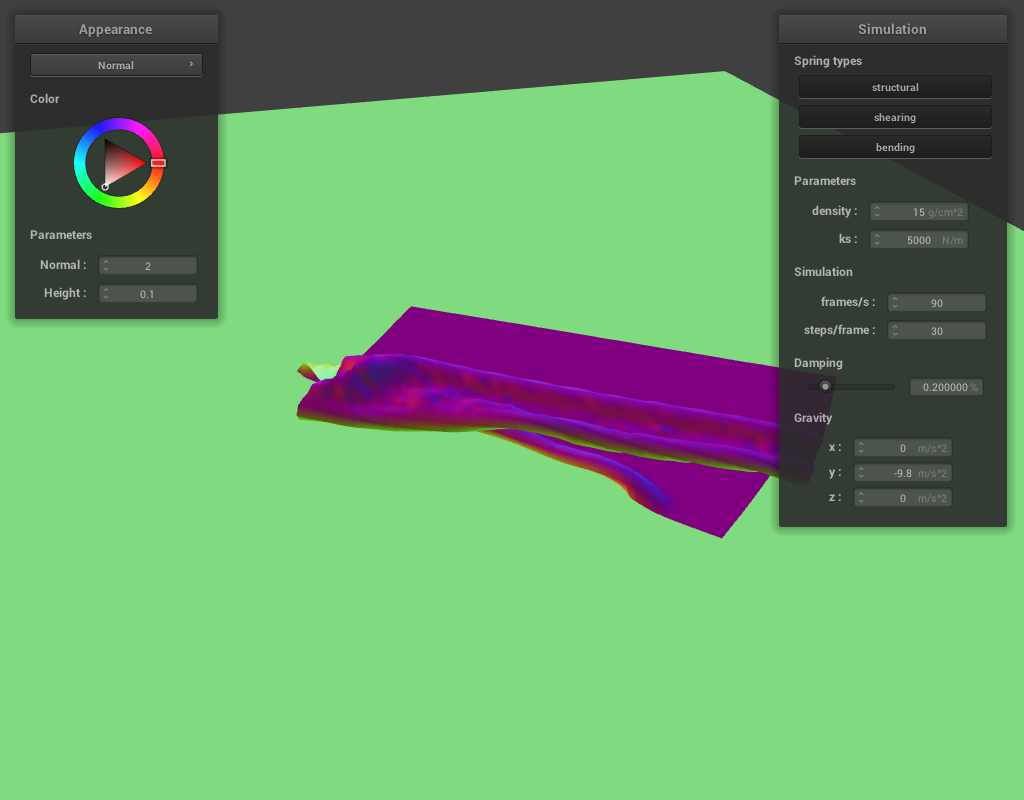 Appearance
Normal
Color
Parameters
Normal : 2
Height : 0.1
Simulation
Spring types
structural
shearing
bending
Parameters
density : 15 g/cm^2
ks : 5000 N/m
Simulation
frames/s : 90
steps/frame : 30
Damping
0.200000 %
Gravity
x : 0 m/s^2
y : -9.8 m/s^2
z : 0 m/s^2